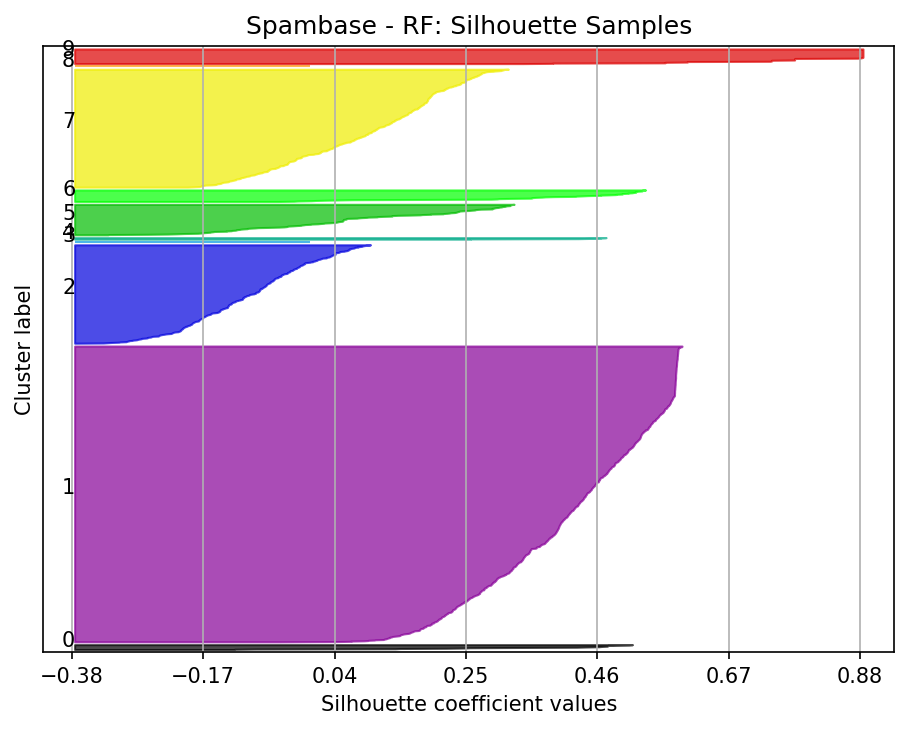 Spambase - RF: Silhouette Samples
9
8
7
6
5
4
3
2
1
0
Cluster label
−0.38 −0.17 0.04 0.25 0.46 0.67 0.88
Silhouette coefficient values